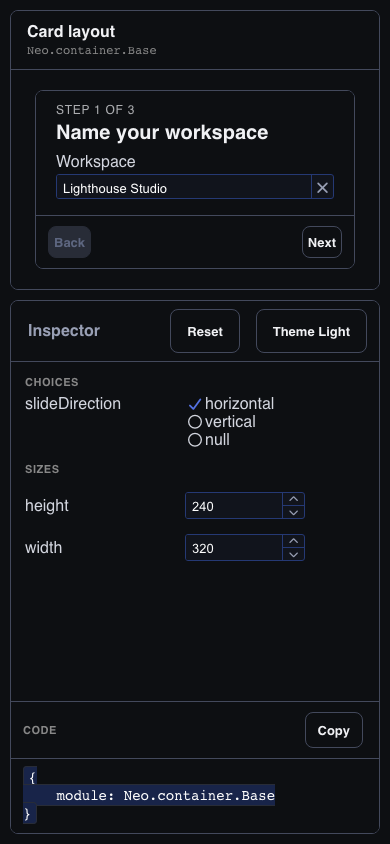 Card layout
Neo.container.Base
STEP 1 OF 3
Name your workspace
Workspace
Lighthouse Studio
Back
Next
Inspector
Reset
Theme Light
CHOICES
slideDirection
horizontal
vertical
null
SIZES
height
240
width
320
CODE
Copy
{
    module: Neo.container.Base
}